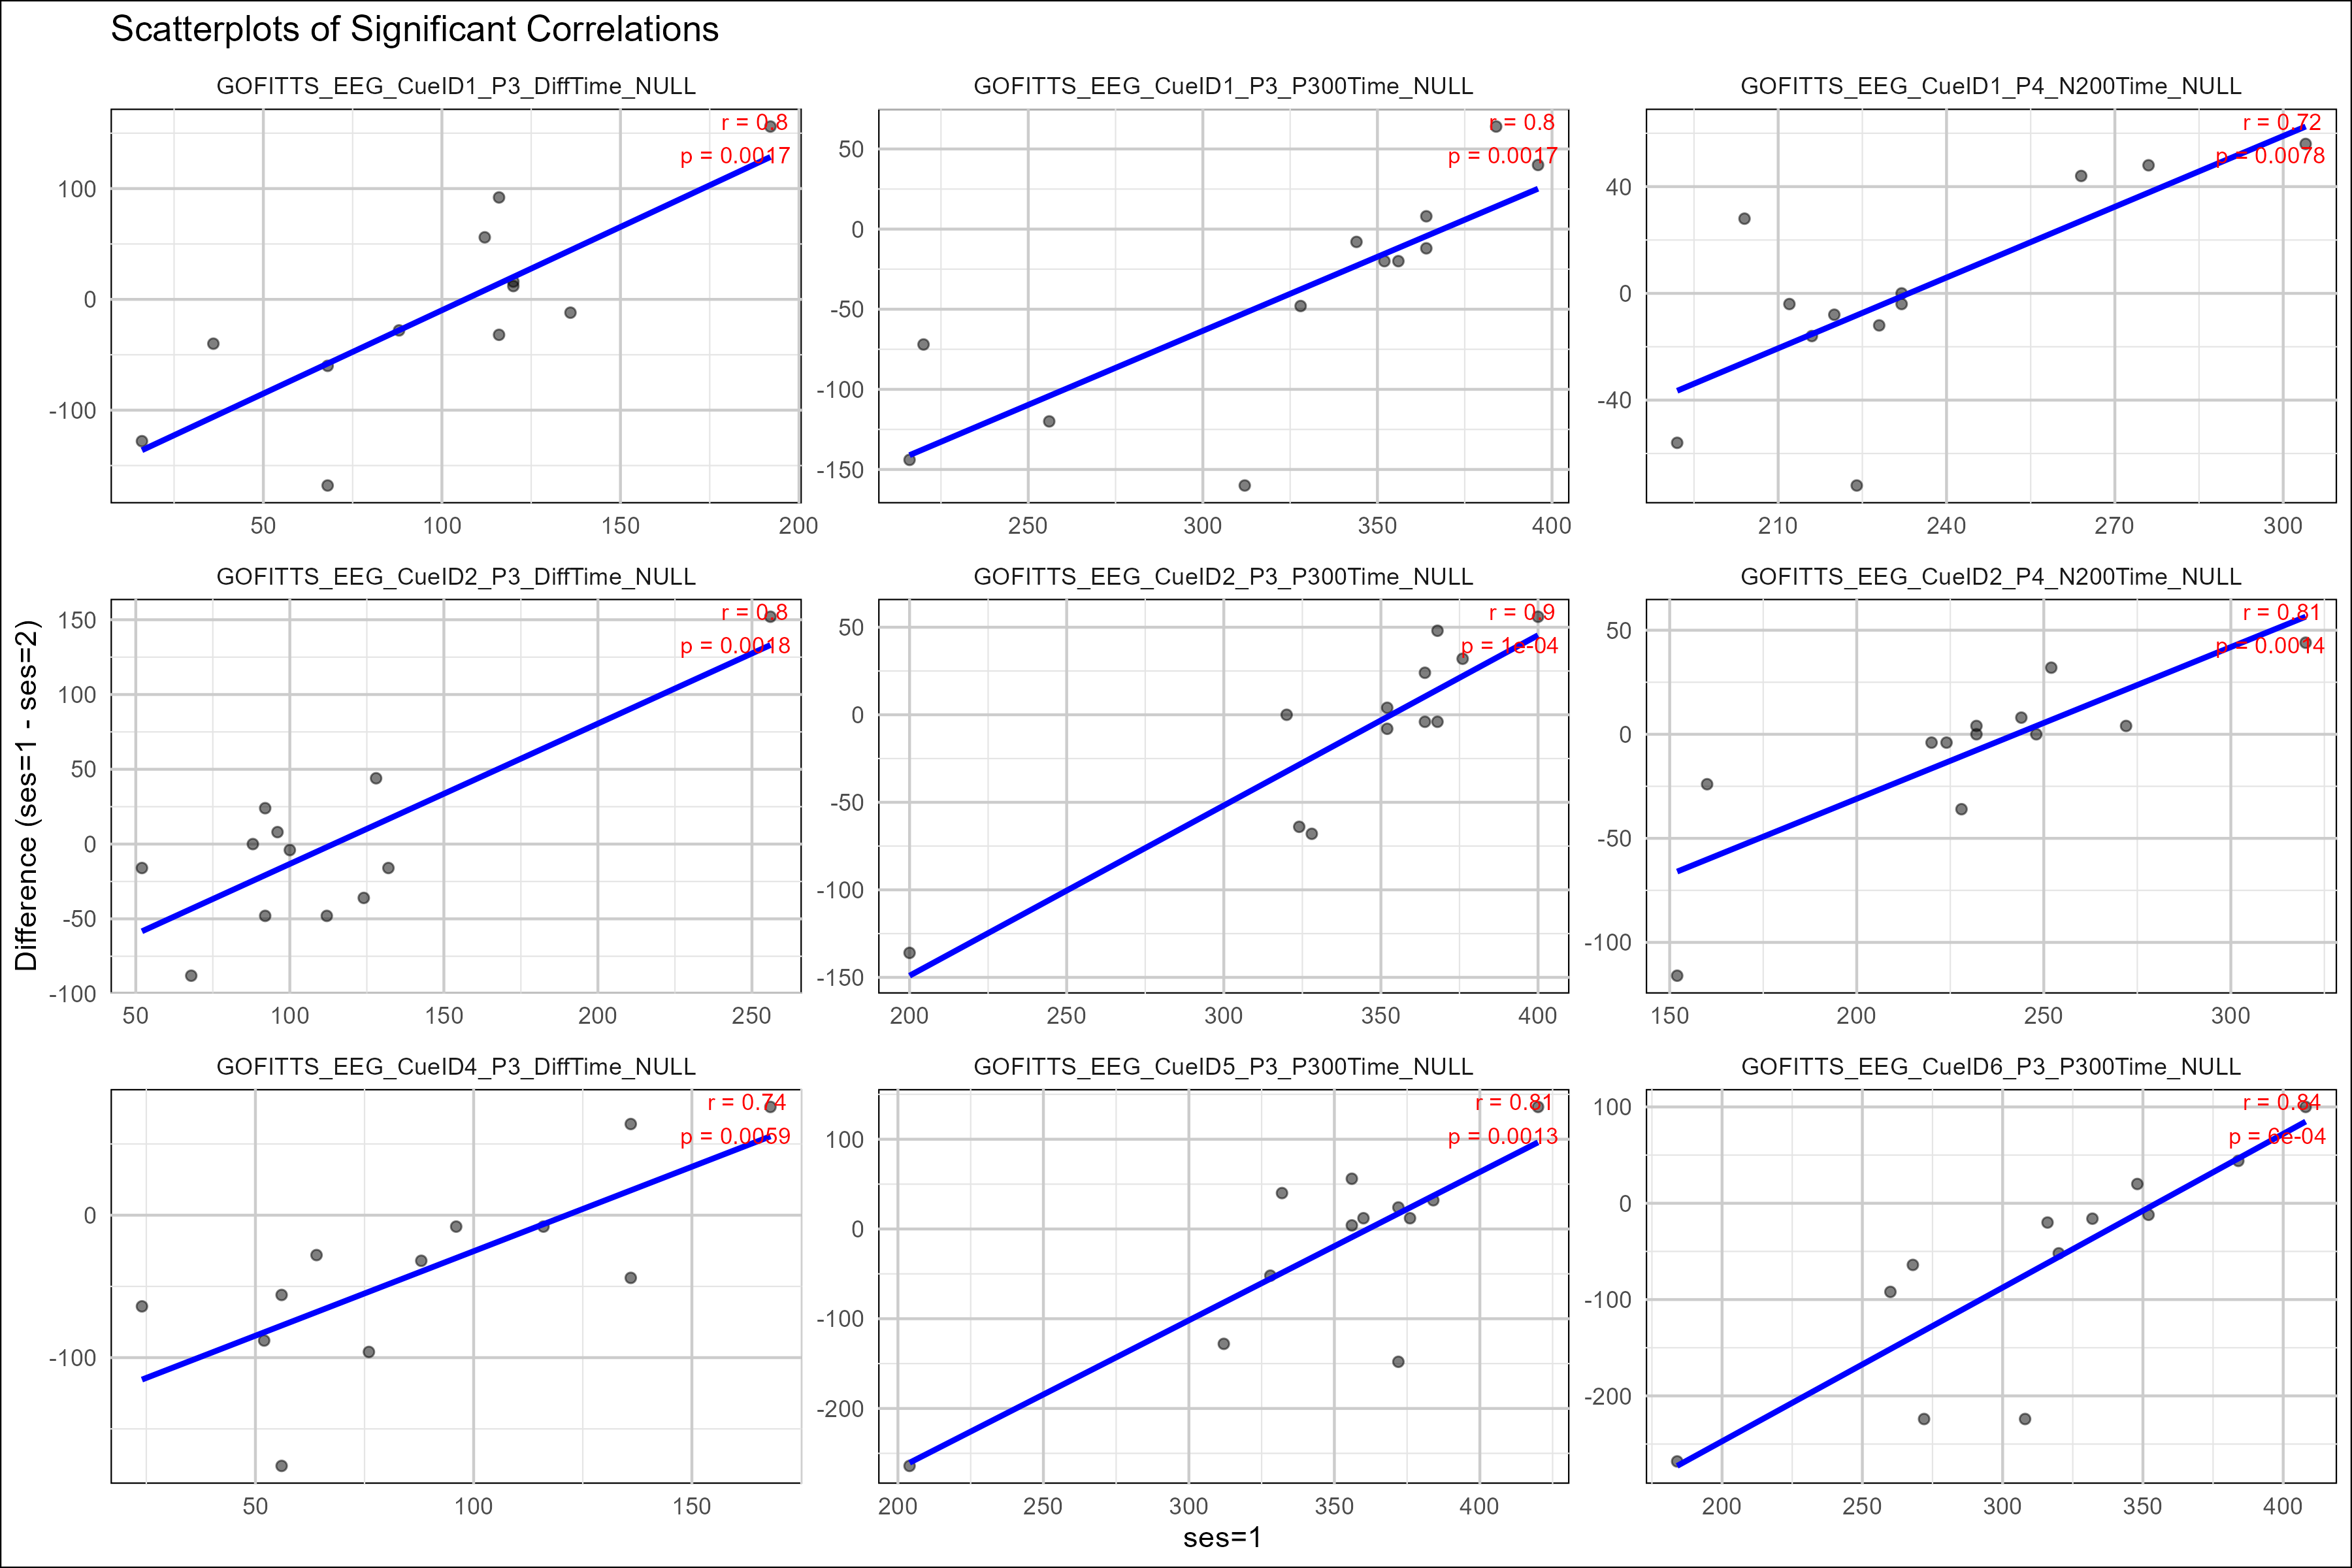 Scatterplots of Significant Correlations
GOFITTS_EEG_CueID1_P3_DiffTime_NULL
r = 0.8
p = 0.0017
100
0
-100
50
100
150
200
GOFITTS_EEG_CueID1_P3_P300Time_NULL
r = 0.8
p = 0.0017
50
0
-50
-100
-150
250
300
350
400
GOFITTS_EEG_CueID1_P4_N200Time_NULL
r = 0.72
p = 0.0078
40
0
-40
210
240
270
300
Difference (ses=1 - ses=2)
GOFITTS_EEG_CueID2_P3_DiffTime_NULL
r = 0.8
p = 0.0018
150
100
50
0
-50
-100
50
100
150
200
250
GOFITTS_EEG_CueID2_P3_P300Time_NULL
r = 0.9
p = 1e-04
50
0
-50
-100
-150
200
250
300
350
400
GOFITTS_EEG_CueID2_P4_N200Time_NULL
r = 0.81
p = 0.0014
50
0
-50
-100
150
200
250
300
GOFITTS_EEG_CueID4_P3_DiffTime_NULL
r = 0.74
p = 0.0059
0
-100
50
100
150
GOFITTS_EEG_CueID5_P3_P300Time_NULL
r = 0.81
p = 0.0013
100
0
-100
-200
200
250
300
350
400
GOFITTS_EEG_CueID6_P3_P300Time_NULL
r = 0.84
p = 6e-04
100
0
-100
-200
200
250
300
350
400
ses=1